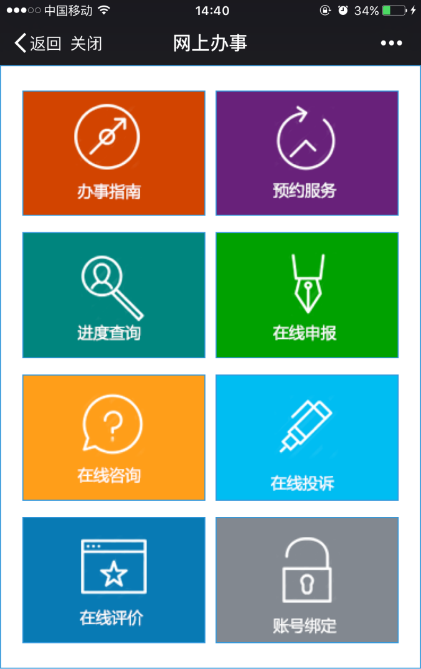 中国移动 14:40 34%
返回 关闭 网上办事
办事指南 预约服务
进度查询 在线申报
在线咨询 在线投诉
在线评价 账号绑定